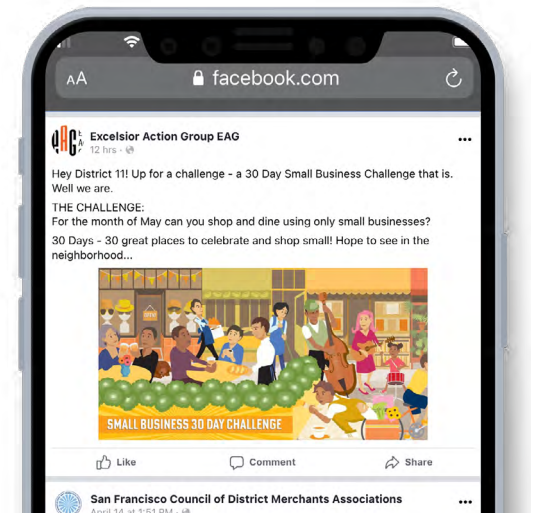 AA facebook.com
Excelsior Action Group EAG
12 hrs ·
Hey District 11! Up for a challenge - a 30 Day Small Business Challenge that is.
Well we are.
THE CHALLENGE:
For the month of May can you shop and dine using only small businesses?
30 Days - 30 great places to celebrate and shop small! Hope to see in the
neighborhood...
SMALL BUSINESS 30 DAY CHALLENGE
Like Comment Share
San Francisco Council of District Merchants Associations
April 14 at 1:51 PM ·